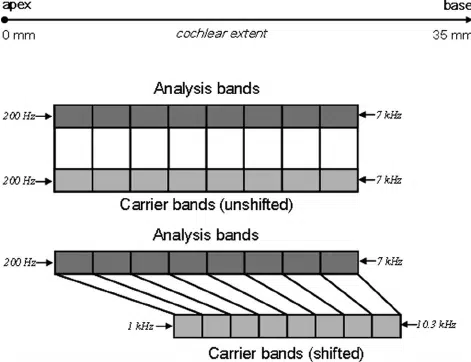 apex base
0 mm cochlear extent 35 mm
Analysis bands
200 Hz 7 kHz
200 Hz 7 kHz
Carrier bands (unshifted)
Analysis bands
200 Hz 7 kHz
1 kHz 10.3 kHz
Carrier bands (shifted)